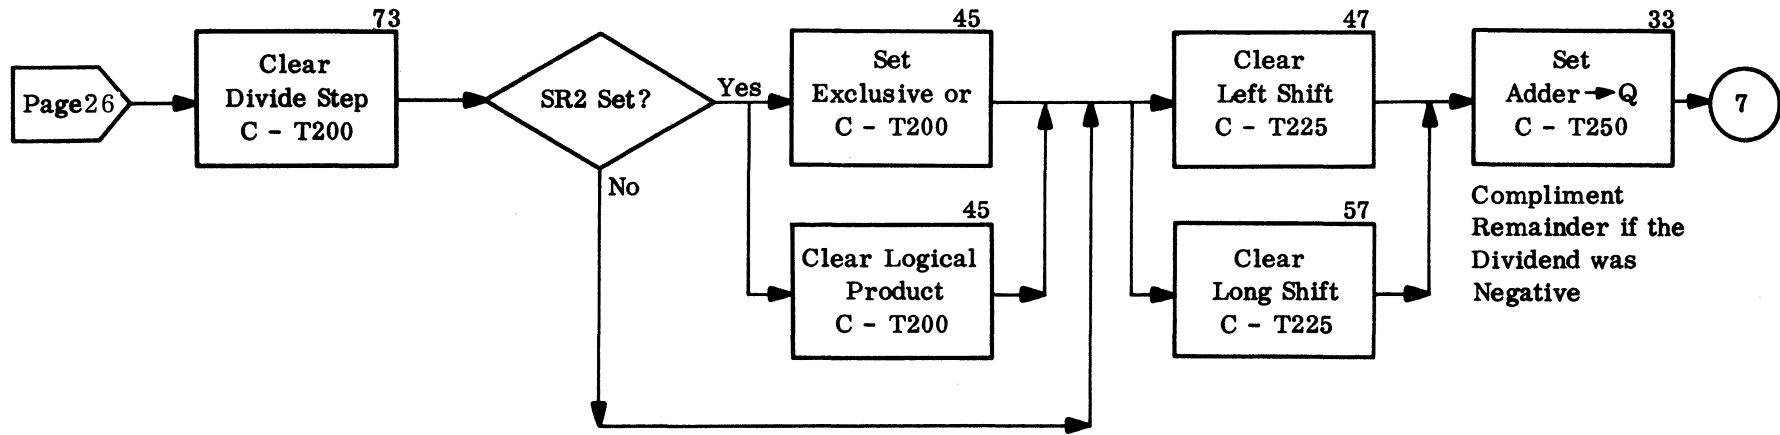 Page26
73
Clear
Divide Step
C - T200
SR2 Set?
Yes
No
45
Set
Exclusive or
C - T200
45
Clear Logical
Product
C - T200
47
Clear
Left Shift
C - T225
57
Clear
Long Shift
C - T225
33
Set
Adder → Q
C - T250
Compliment
Remainder if the
Dividend was
Negative
7